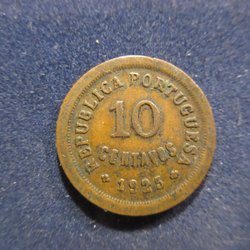 REPUBLICA PORTUGUESA
10
CENTAVOS
* 1925 *